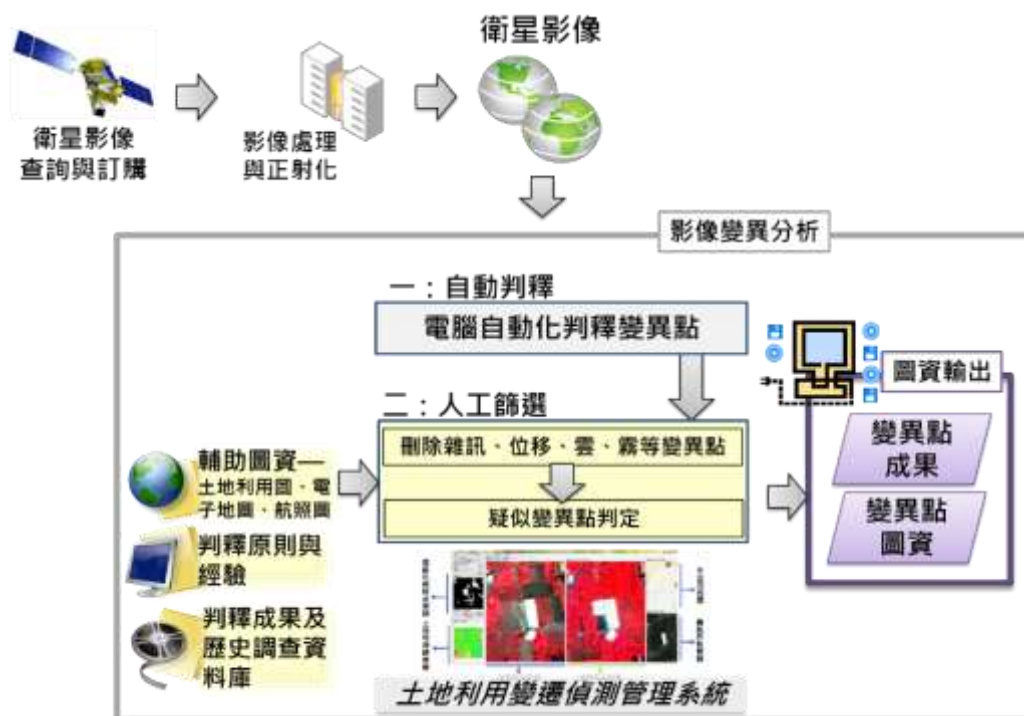 衛星影像
查詢與訂購
影像處理
與正射化
衛星影像
影像變異分析
一：自動判釋
電腦自動化判釋變異點
二：人工篩選
刪除雜訊、位移、雲、霧等變異點
疑似變異點判定
輔助圖資—
土地利用圖、電
子地圖、航照圖
判釋原則與
經驗
判釋成果及
歷史調查資
料庫
圖資輸出
變異點
成果
變異點
圖資
土地利用變遷偵測管理系統